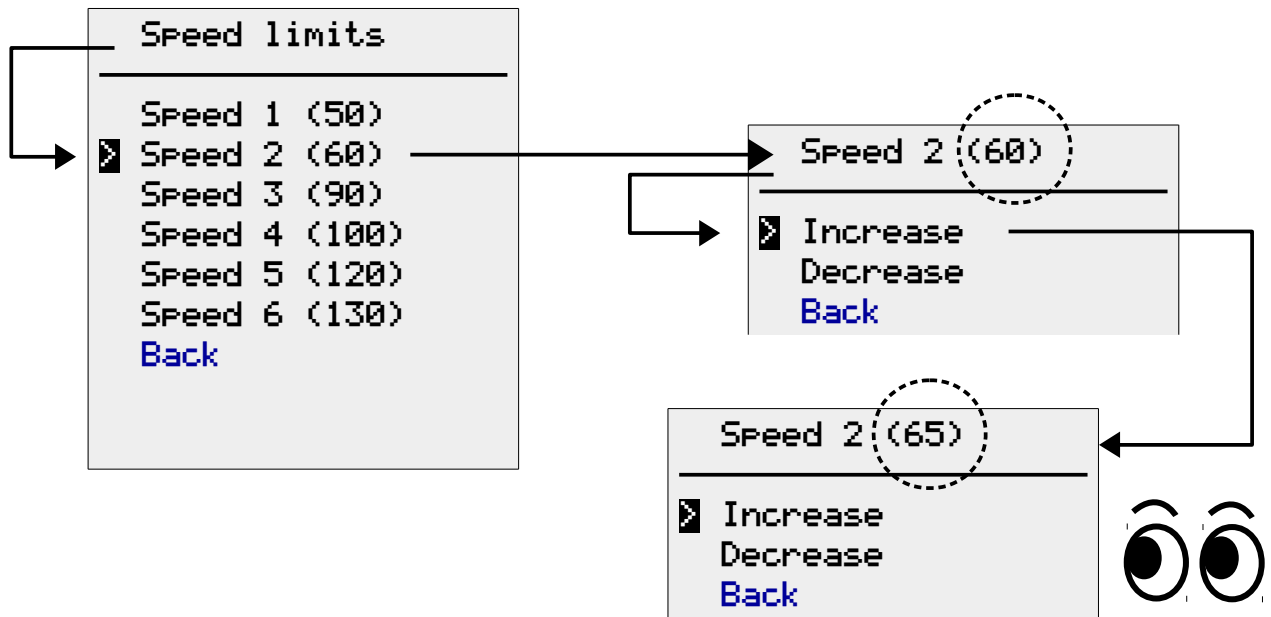 Speed limits
Speed 1 (50)
> Speed 2 (60)
Speed 3 (90)
Speed 4 (100)
Speed 5 (120)
Speed 6 (130)
Back
Speed 2 (60)
> Increase
Decrease
Back
Speed 2 (65)
> Increase
Decrease
Back